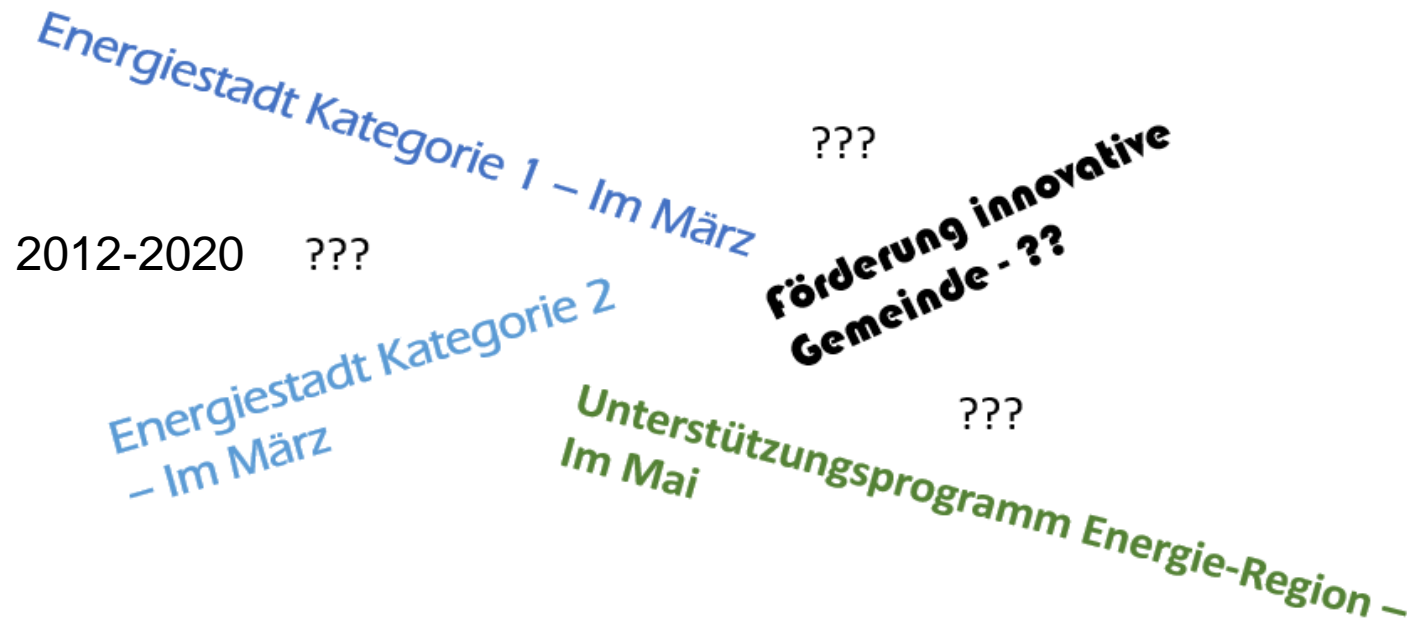 Energiestadt Kategorie 1 – Im März
???
Förderung innovative
Gemeinde - ??
2012-2020
???
Energiestadt Kategorie 2
– Im März
Unterstützungsprogramm Energie-Region –
Im Mai
???